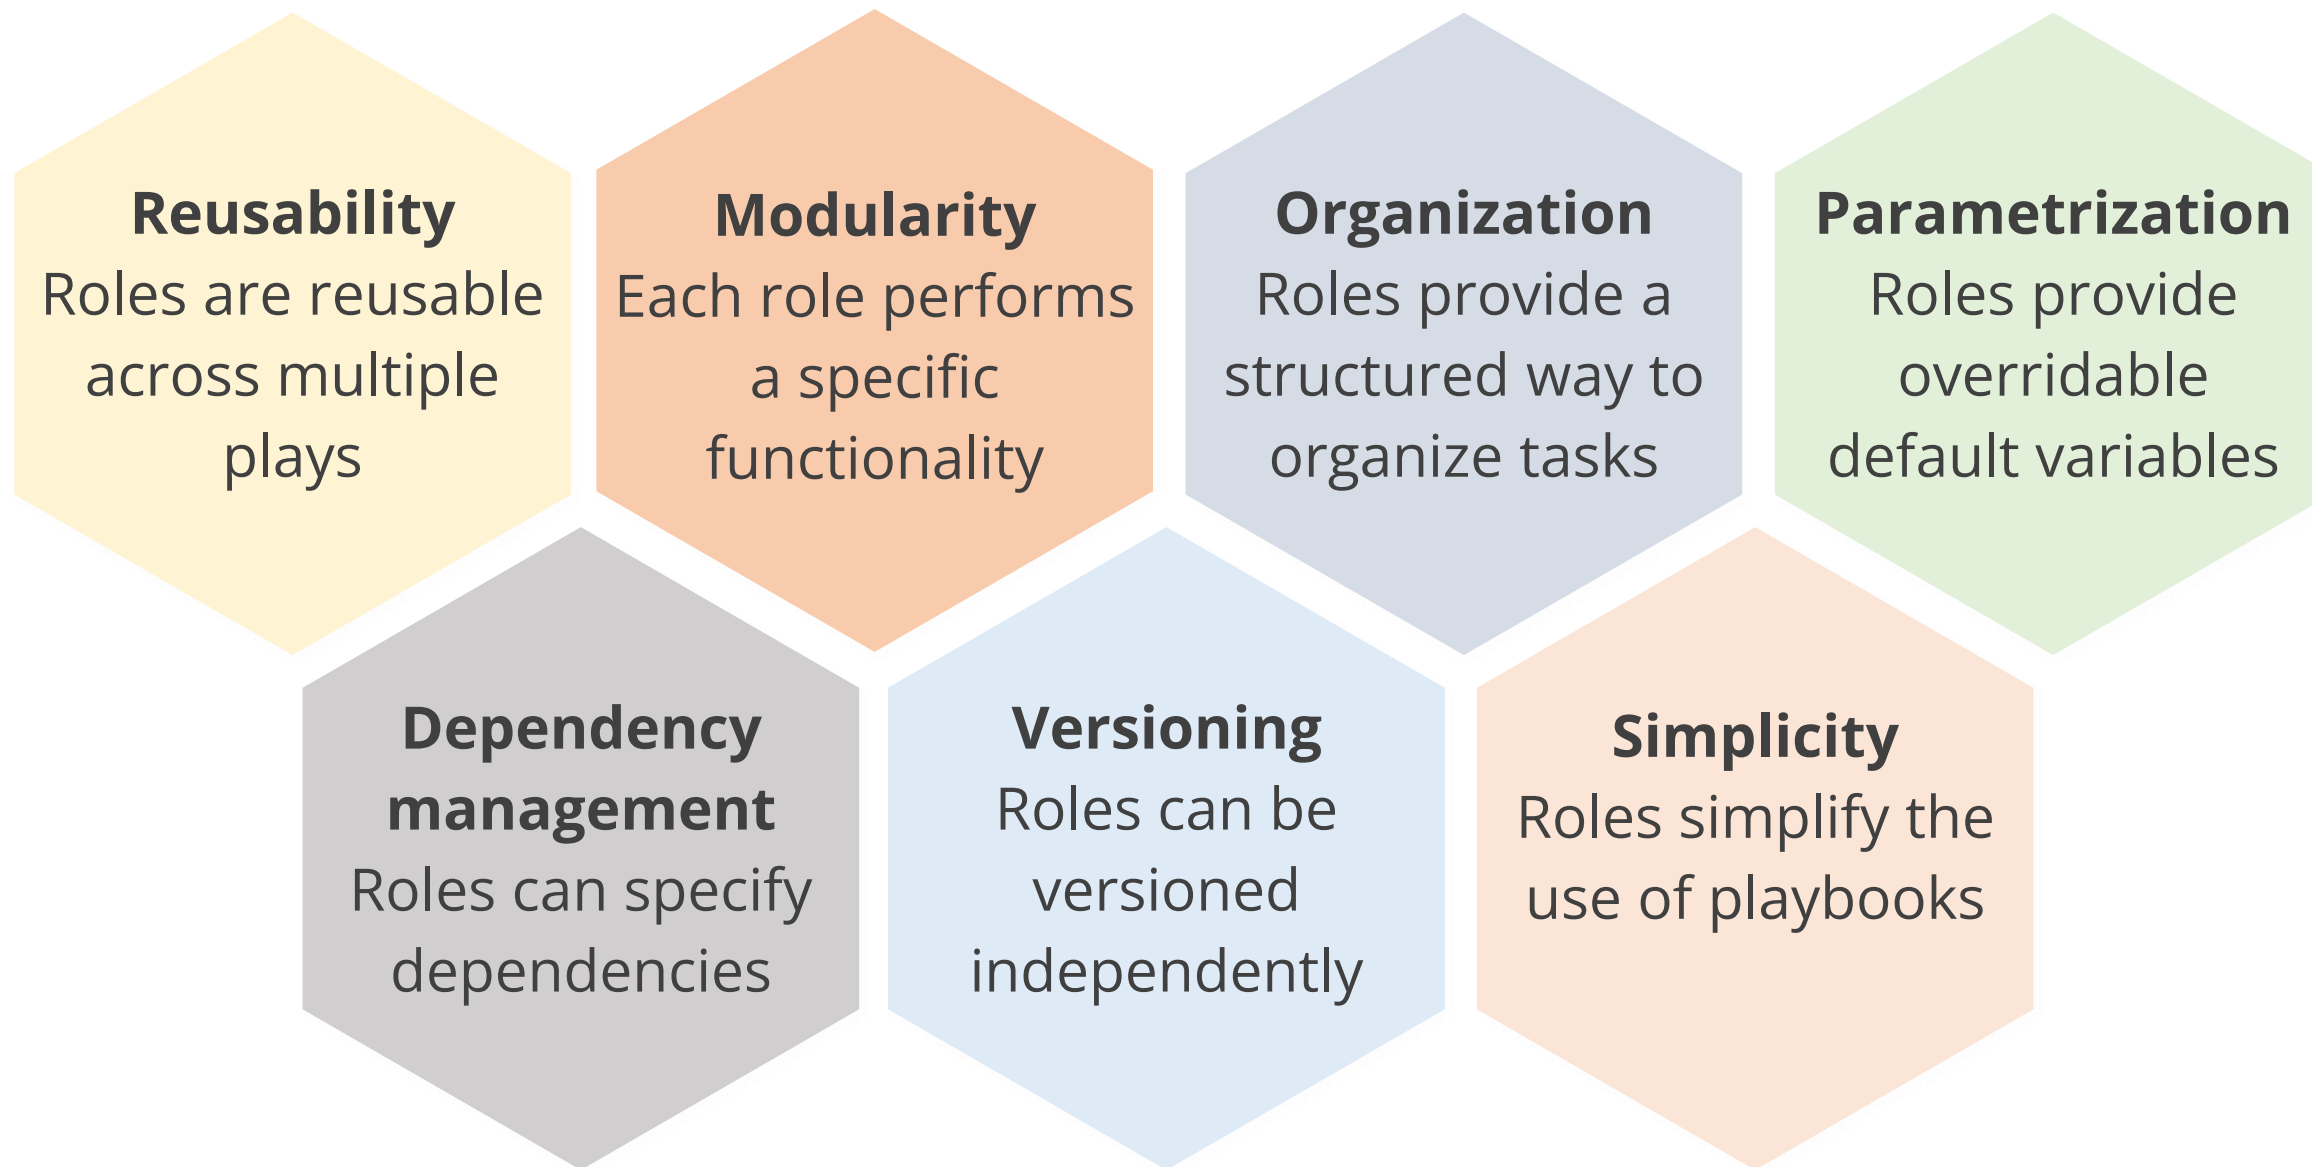 Reusability
Roles are reusable
across multiple
plays
Modularity
Each role performs
a specific
functionality
Organization
Roles provide a
structured way to
organize tasks
Parametrization
Roles provide
overridable
default variables
Dependency
management
Roles can specify
dependencies
Versioning
Roles can be
versioned
independently
Simplicity
Roles simplify the
use of playbooks